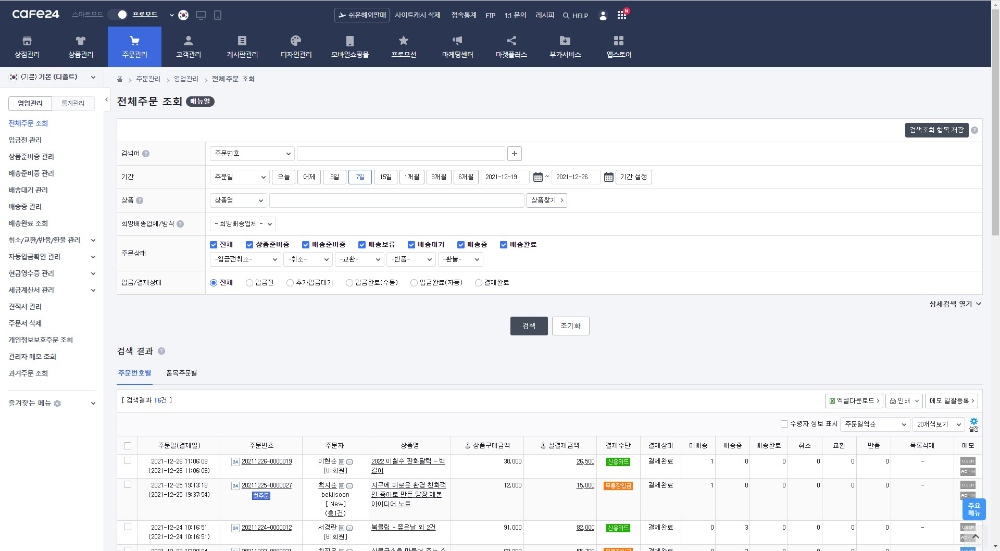 cafe24 스마트모드 프로모드 쉬운해외판매 사이트캐시 삭제 접속통계 FTP 1:1 문의 레시피 HELP N
상점관리 상품관리 주문관리 고객관리 게시판관리 디자인관리 모바일쇼핑몰 프로모션 마케팅센터 마켓플러스 부가서비스 앱스토어
(기본) 기본 (디폴트)
영업관리 통계관리
전체주문 조회
입금전 관리
상품준비중 관리
배송준비중 관리
배송대기 관리
배송중 관리
배송완료 조회
취소/교환/반품/환불 관리
자동입금확인 관리
현금영수증 관리
세금계산서 관리
견적서 관리
주문서 삭제
개인정보보호주문 조회
관리자 메모 조회
과거주문 조회
즐겨찾는 메뉴
홈 > 주문관리 > 영업관리 > 전체주문 조회
전체주문 조회 매뉴얼
검색조회 항목 저장 ?
검색어 ? 주문번호 +
기간 주문일 오늘 어제 3일 7일 15일 1개월 3개월 6개월 2021-12-19 ~ 2021-12-26 기간 설정
상품 ? 상품명 상품찾기 >
희망배송업체/방식 ? - 희망배송업체 -
주문상태 전체 상품준비중 배송준비중 배송보류 배송대기 배송중 배송완료
-입금전취소- -취소- -교환- -반품- -환불-
입금/결제상태 전체 입금전 추가입금대기 입금완료(수동) 입금완료(자동) 결제완료
상세검색 열기
검색 초기화
검색 결과 ?
주문번호별 품목주문별
[ 검색결과 16건 ] 엑셀다운로드 > 인쇄 메모 일괄등록 >
수령자 정보 표시 주문일역순 20개씩보기 설정
주문일(결제일) 주문번호 주문자 상품명 총 상품구매금액 총 실결제금액 결제수단 결제상태 미배송 배송중 배송완료 취소 교환 반품 목록삭제 메모
2021-12-26 11:06:09 24 20211226-0000019 이현순 2022 이철수 판화달력 - 벽 30,000 26,500 신용카드 결제완료 1 0 0 0 0 0 - USER
(2021-12-26 11:06:09) [비회원] 걸이 ADMIN
2021-12-25 19:13:18 24 20211225-0000027 백지순 지구에 이로운 환경 친화적 12,000 15,000 무통장입금 결제완료 1 0 0 0 0 0 - USER
(2021-12-25 19:37:54) 첫주문 bekjisoon 인 종이로 만든 양장 제본 ADMIN
[ New] 아이디어 노트
(총1건)
주요
메뉴
2021-12-24 10:16:51 24 20211224-0000012 서경란 북클립 - 좋은날 외 2건 91,000 82,000 신용카드 결제완료 0 3 0 0 0 0 - USER
(2021-12-24 10:16:51) [비회원]